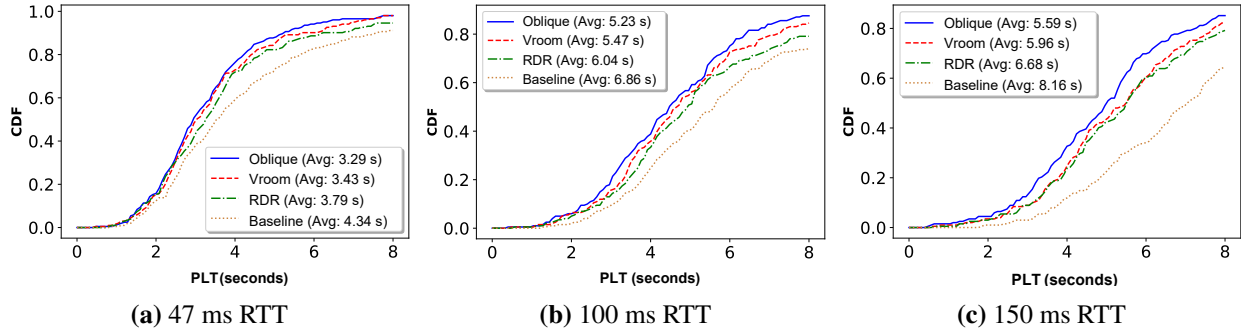 1.0
0.8
0.6
0.4
0.2
0.0
CDF
Oblique (Avg: 3.29 s)
Vroom (Avg: 3.43 s)
RDR (Avg: 3.79 s)
Baseline (Avg: 4.34 s)
0 2 4 6 8
PLT(seconds)
(a) 47 ms RTT
0.8
0.6
0.4
0.2
0.0
CDF
Oblique (Avg: 5.23 s)
Vroom (Avg: 5.47 s)
RDR (Avg: 6.04 s)
Baseline (Avg: 6.86 s)
0 2 4 6 8
PLT(seconds)
(b) 100 ms RTT
0.8
0.6
0.4
0.2
0.0
CDF
Oblique (Avg: 5.59 s)
Vroom (Avg: 5.96 s)
RDR (Avg: 6.68 s)
Baseline (Avg: 8.16 s)
0 2 4 6 8
PLT(seconds)
(c) 150 ms RTT